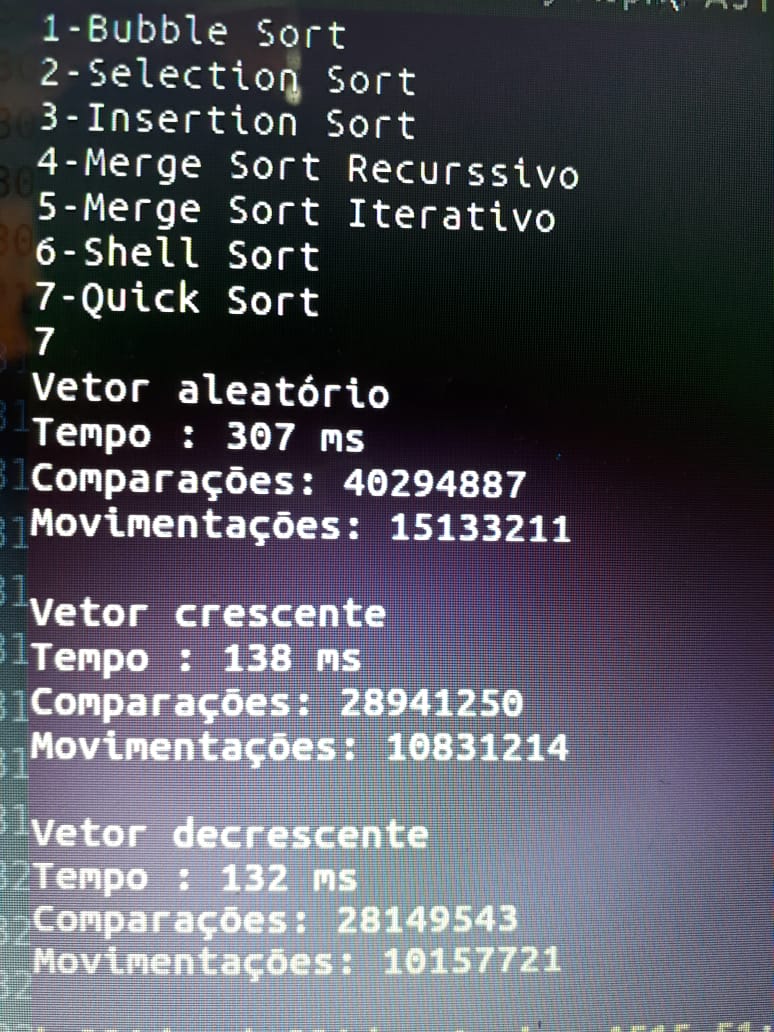 1-Bubble Sort
2-Selection Sort
3-Insertion Sort
4-Merge Sort Recurssivo
5-Merge Sort Iterativo
6-Shell Sort
7-Quick Sort
7
Vetor aleatório
Tempo : 307 ms
Comparações: 40294887
Movimentações: 15133211
Vetor crescente
Tempo : 138 ms
Comparações: 28941250
Movimentações: 10831214
Vetor decrescente
Tempo : 132 ms
Comparações: 28149543
Movimentações: 10157721